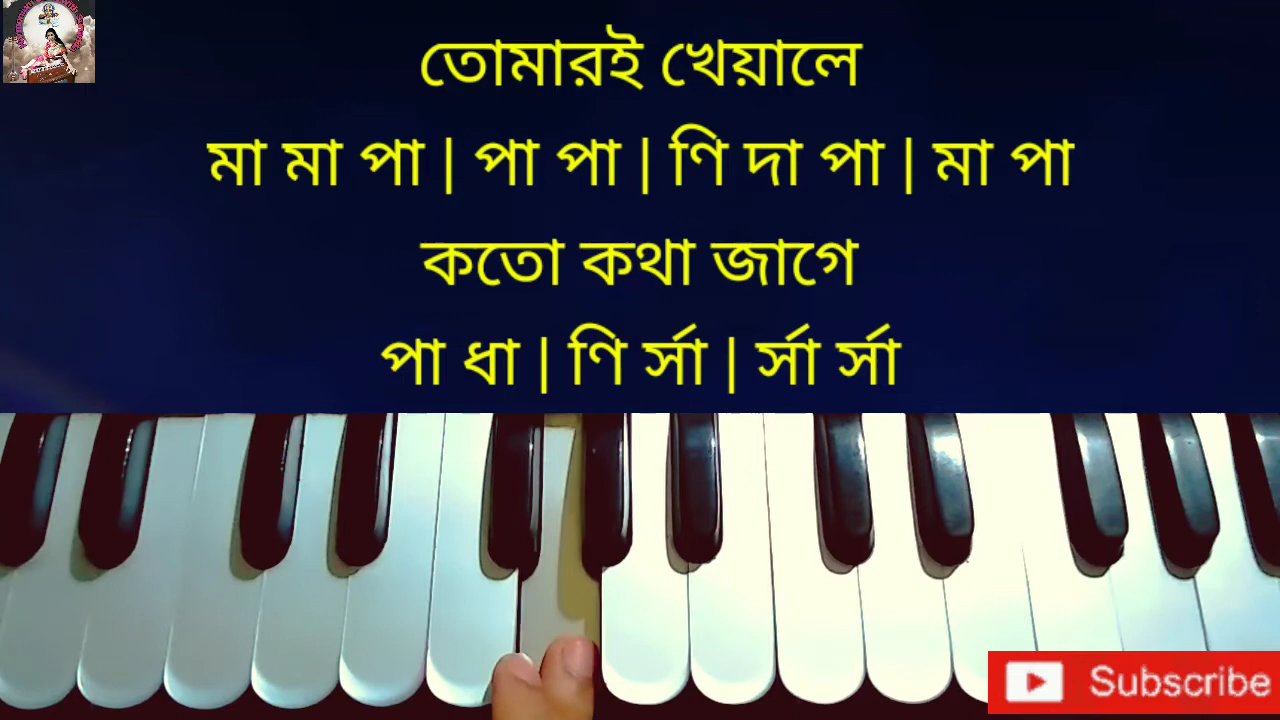 তোমারই খেয়ালে
মা মা পা | পা পা | ণি দা পা | মা পা
কতো কথা জাগে
পা ধা | ণি র্সা | র্সা র্সা
Subscribe